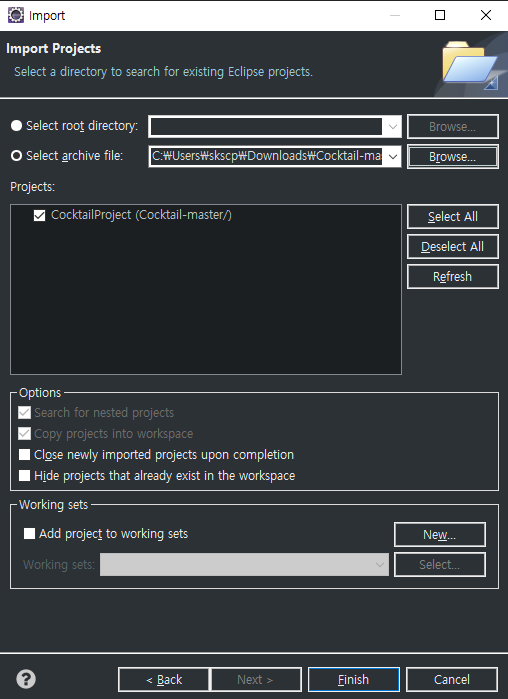 Import
Import Projects
Select a directory to search for existing Eclipse projects.
Select root directory:
Browse...
Select archive file:
C:₩Users₩skscp₩Downloads₩Cocktail-ma
Browse...
Projects:
CocktailProject (Cocktail-master/)
Select All
Deselect All
Refresh
Options
Search for nested projects
Copy projects into workspace
Close newly imported projects upon completion
Hide projects that already exist in the workspace
Working sets
Add project to working sets
New...
Working sets:
Select...
?
< Back
Next >
Finish
Cancel